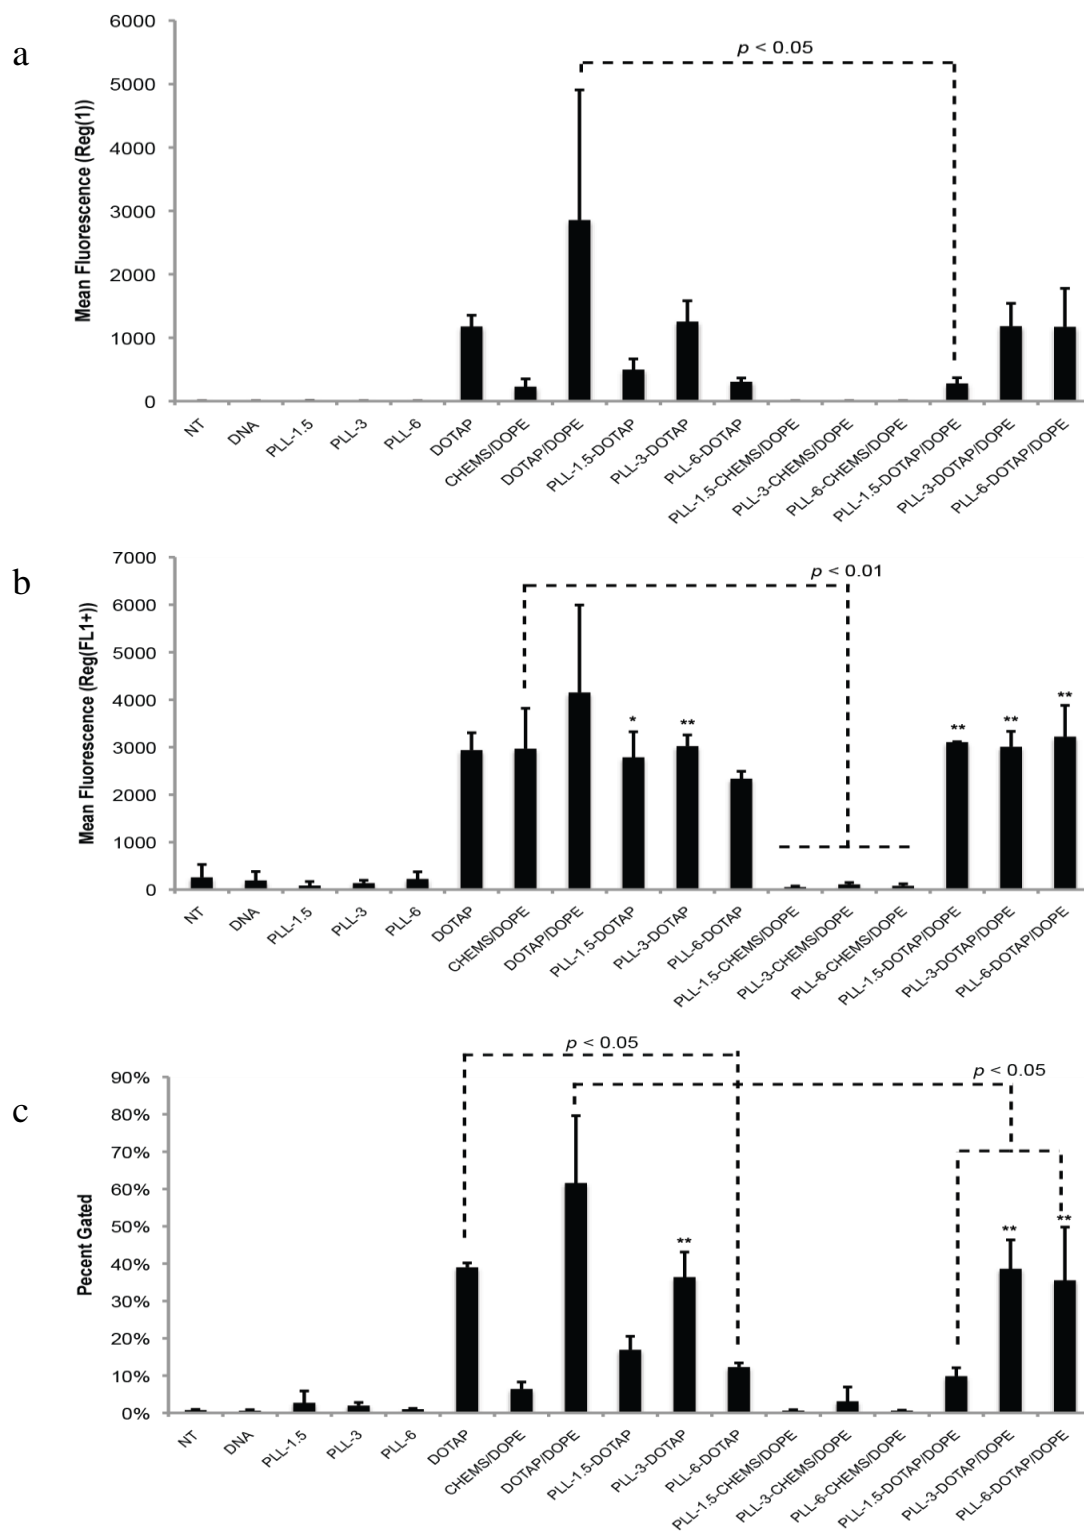 a
Mean Fluorescence (Reg(1))
6000
5000
4000
3000
2000
1000
0
p < 0.05
NT
DNA
PLL-1.5
PLL-3
PLL-6
DOTAP
CHEMS/DOPE
DOTAP/DOPE
PLL-1.5-DOTAP
PLL-3-DOTAP
PLL-6-DOTAP
PLL-1.5-CHEMS/DOPE
PLL-3-CHEMS/DOPE
PLL-6-CHEMS/DOPE
PLL-1.5-DOTAP/DOPE
PLL-3-DOTAP/DOPE
PLL-6-DOTAP/DOPE
b
Mean Fluorescence (Reg(FL1+))
7000
6000
5000
4000
3000
2000
1000
0
p < 0.01
*
**
**
**
**
NT
DNA
PLL-1.5
PLL-3
PLL-6
DOTAP
CHEMS/DOPE
DOTAP/DOPE
PLL-1.5-DOTAP
PLL-3-DOTAP
PLL-6-DOTAP
PLL-1.5-CHEMS/DOPE
PLL-3-CHEMS/DOPE
PLL-6-CHEMS/DOPE
PLL-1.5-DOTAP/DOPE
PLL-3-DOTAP/DOPE
PLL-6-DOTAP/DOPE
c
Pecent Gated
90%
80%
70%
60%
50%
40%
30%
20%
10%
0%
p < 0.05
p < 0.05
**
**
**
NT
DNA
PLL-1.5
PLL-3
PLL-6
DOTAP
CHEMS/DOPE
DOTAP/DOPE
PLL-1.5-DOTAP
PLL-3-DOTAP
PLL-6-DOTAP
PLL-1.5-CHEMS/DOPE
PLL-3-CHEMS/DOPE
PLL-6-CHEMS/DOPE
PLL-1.5-DOTAP/DOPE
PLL-3-DOTAP/DOPE
PLL-6-DOTAP/DOPE